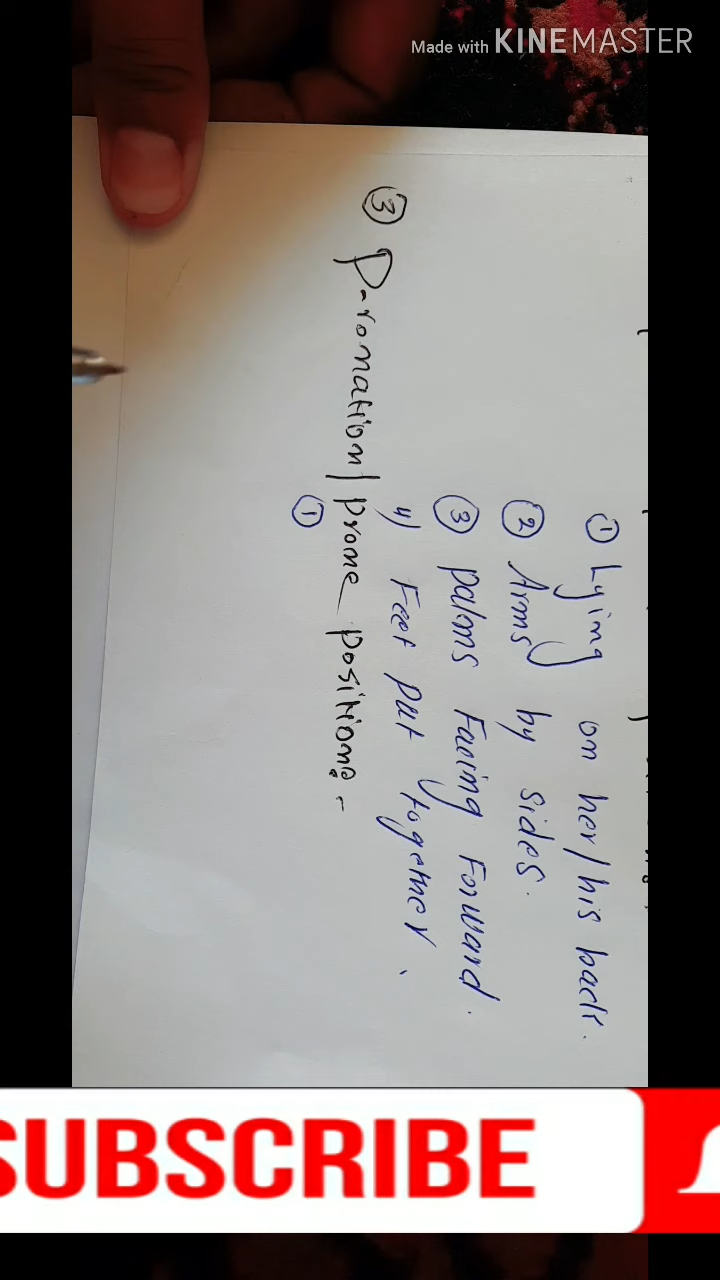 Made with KINEMASTER
① Lying on her/his back.
② Arms by sides.
③ palms Facing Forward.
4) Feet put together.
③ Paromation/prone position:-
①
SUBSCRIBE